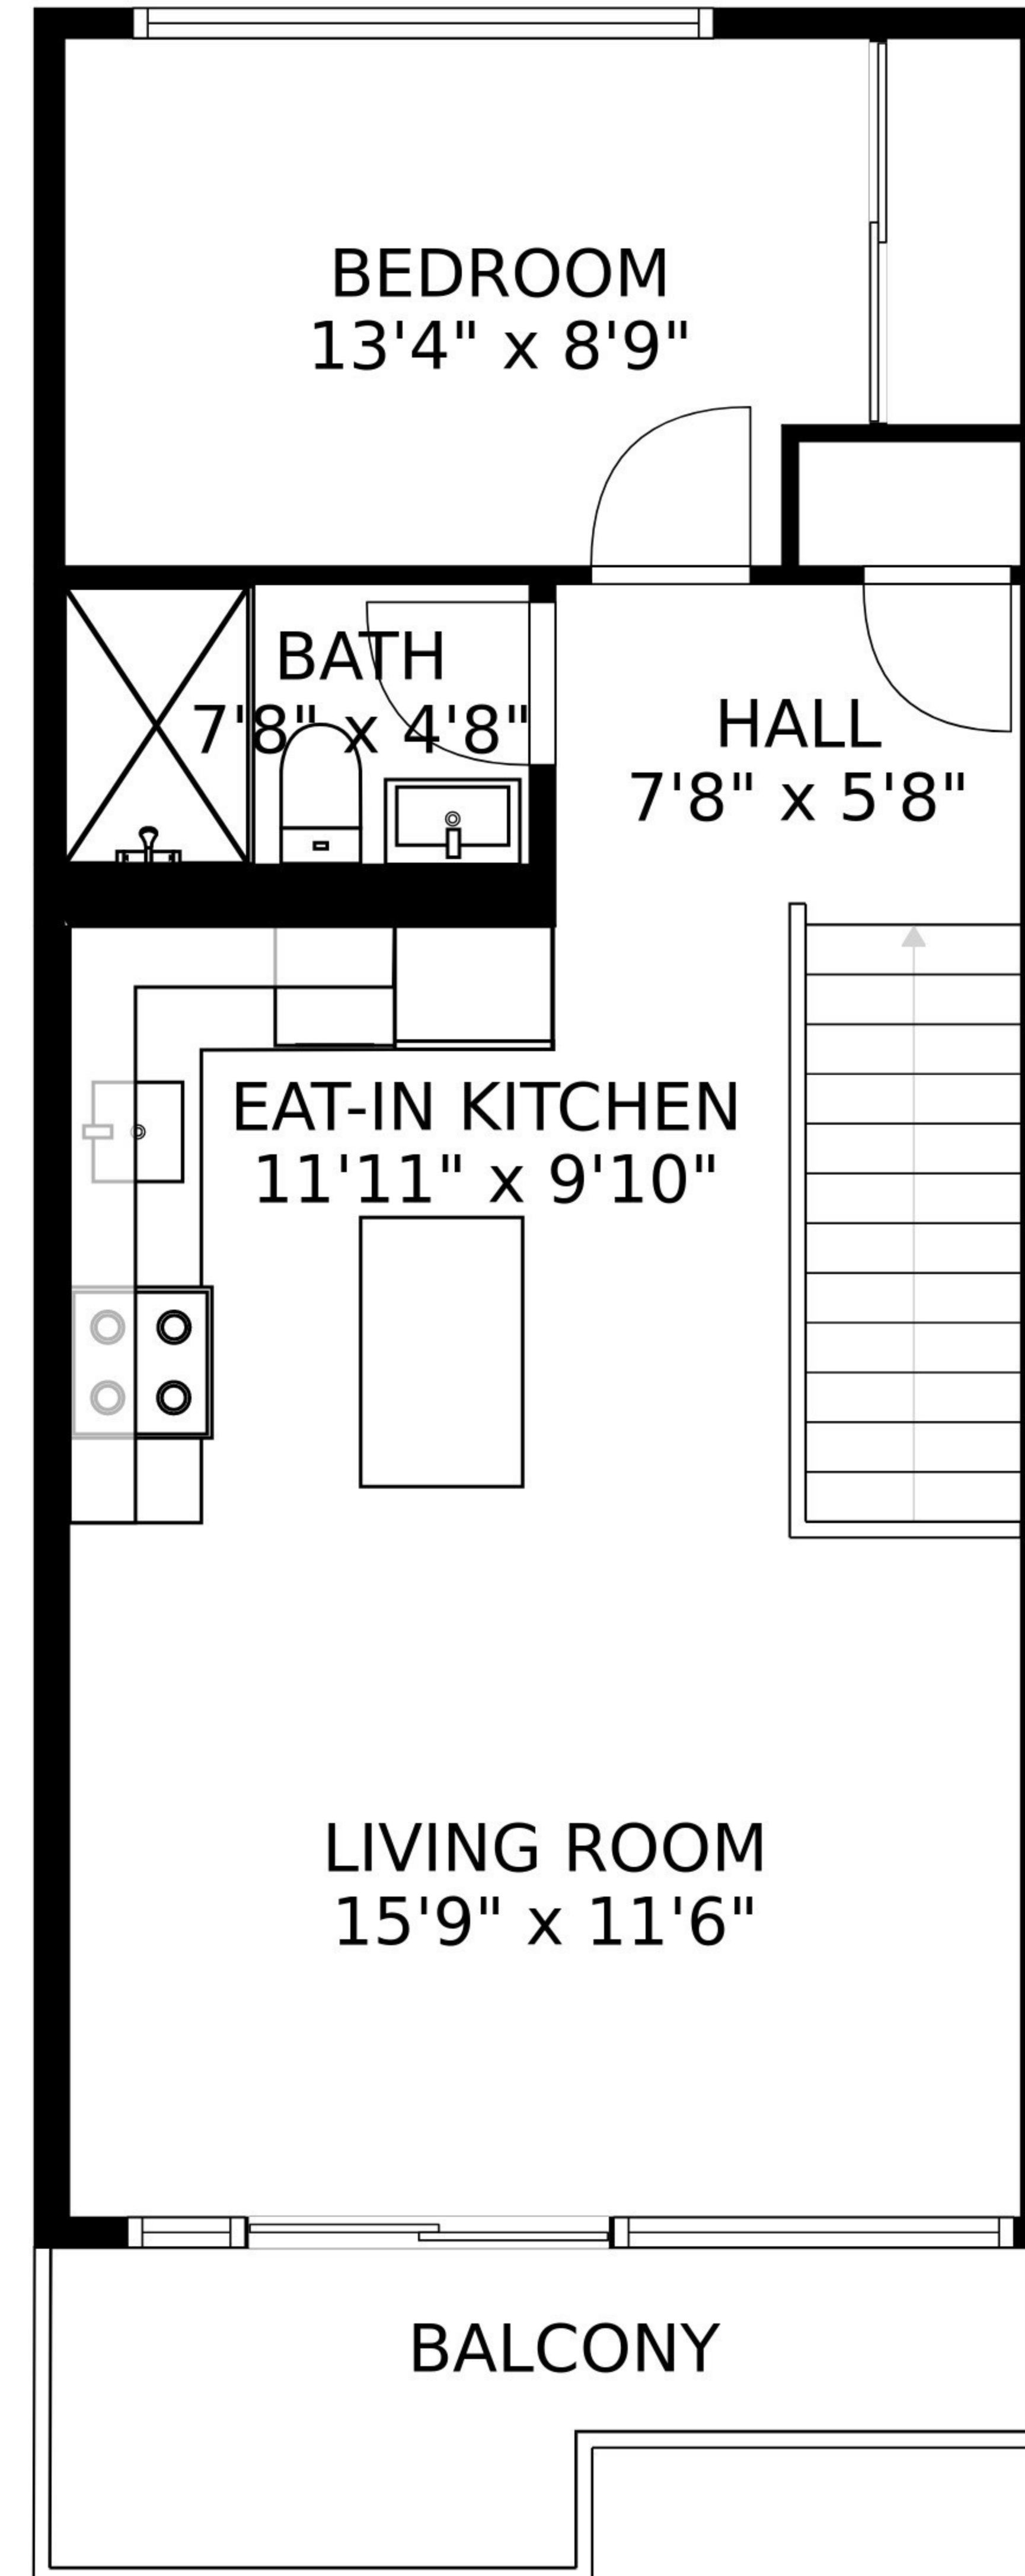 BEDROOM
13'4" x 8'9"
BATH
7'8" x 4'8"
HALL
7'8" x 5'8"
EAT-IN KITCHEN
11'11" x 9'10"
LIVING ROOM
15'9" x 11'6"
BALCONY